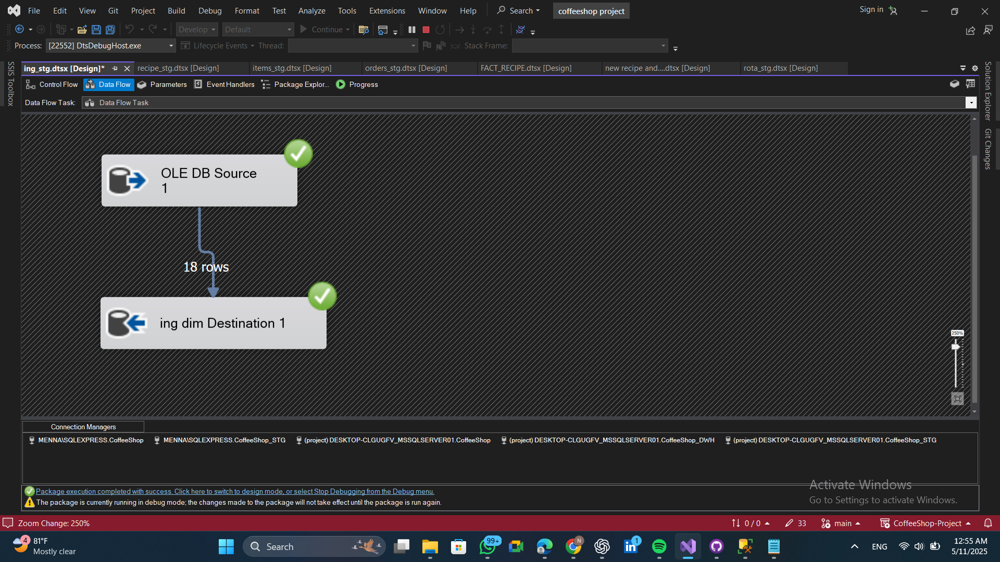 File Edit View Git Project Build Debug Format Test Analyze Tools Extensions Window Help Search coffeeshop project Sign in
Develop Default Continue
Process: [22552] DtsDebugHost.exe Lifecycle Events Thread: Stack Frame:
SSIS Toolbox
ing_stg.dtsx [Design]* recipe_stg.dtsx [Design] items_stg.dtsx [Design] orders_stg.dtsx [Design] FACT_RECIPE.dtsx [Design] new recipe and....dtsx [Design] rota_stg.dtsx [Design]
Solution Explorer
Git Changes
Control Flow Data Flow Parameters Event Handlers Package Explor... Progress
Data Flow Task: Data Flow Task
OLE DB Source
1
18 rows
ing dim Destination 1
250%
Connection Managers
MENNA\SQLEXPRESS.CoffeeShop MENNA\SQLEXPRESS.CoffeeShop_STG (project) DESKTOP-CLGUGFV_MSSQLSERVER01.CoffeeShop (project) DESKTOP-CLGUGFV_MSSQLSERVER01.CoffeeShop_DWH (project) DESKTOP-CLGUGFV_MSSQLSERVER01.CoffeeShop_STG
Activate Windows
Go to Settings to activate Windows.
Package execution completed with success. Click here to switch to design mode, or select Stop Debugging from the Debug menu.
The package is currently running in debug mode; the changes made to the package will not take effect until the package is run again.
Zoom Change: 250% 0 / 0 33 main CoffeeShop-Project
4 81°F
Mostly clear
Search
99+
N
1
ENG
12:55 AM
5/11/2025